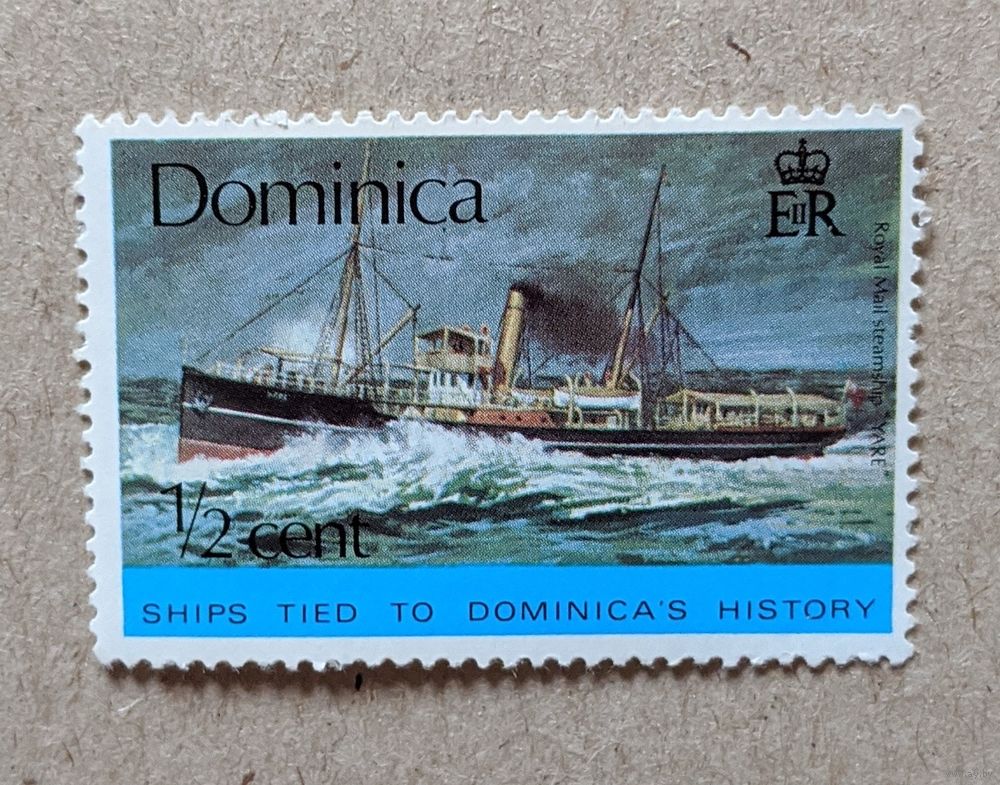 Dominica
EIIR
Royal Mail steamship "YARE"
1/2 cent
SHIPS TIED TO DOMINICA'S HISTORY